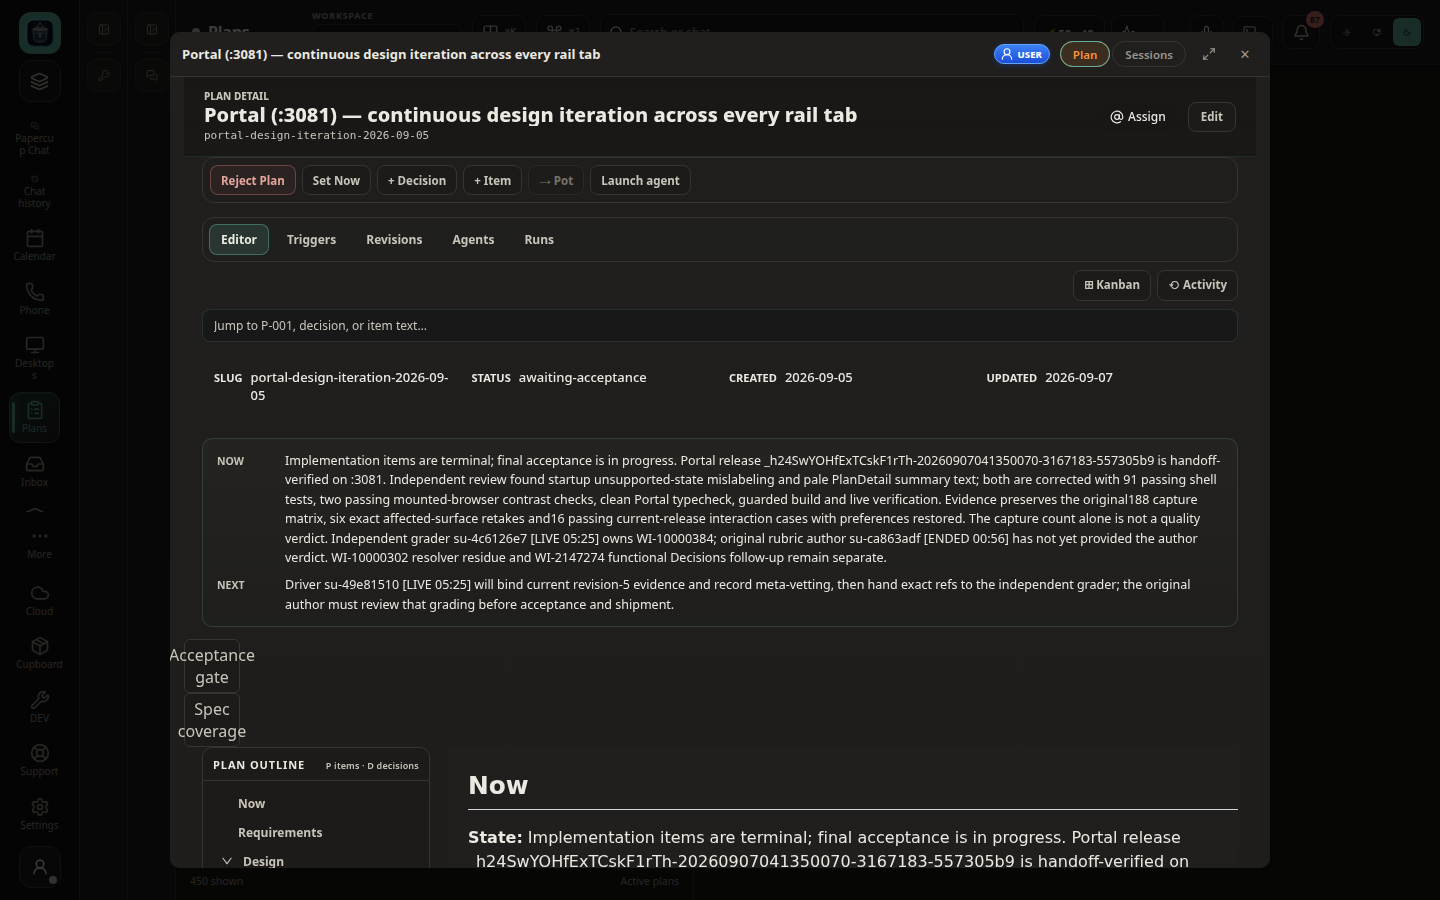 WORKSPACE
Plans
Search or chat
87
Portal (:3081) — continuous design iteration across every rail tab
USER
Plan
Sessions
PLAN DETAIL
Portal (:3081) — continuous design iteration across every rail tab
portal-design-iteration-2026-09-05
Assign
Edit
Reject Plan
Set Now
+ Decision
+ Item
→ Pot
Launch agent
Editor
Triggers
Revisions
Agents
Runs
Kanban
Activity
Jump to P-001, decision, or item text...
SLUG portal-design-iteration-2026-09-
05
STATUS awaiting-acceptance
CREATED 2026-09-05
UPDATED 2026-09-07
NOW
Implementation items are terminal; final acceptance is in progress. Portal release _h24SwYOHfExTCskF1rTh-20260907041350070-3167183-557305b9 is handoff-
verified on :3081. Independent review found startup unsupported-state mislabeling and pale PlanDetail summary text; both are corrected with 91 passing shell
tests, two passing mounted-browser contrast checks, clean Portal typecheck, guarded build and live verification. Evidence preserves the original188 capture
matrix, six exact affected-surface retakes and16 passing current-release interaction cases with preferences restored. The capture count alone is not a quality
verdict. Independent grader su-4c6126e7 [LIVE 05:25] owns WI-10000384; original rubric author su-ca863adf [ENDED 00:56] has not yet provided the author
verdict. WI-10000302 resolver residue and WI-2147274 functional Decisions follow-up remain separate.
NEXT
Driver su-49e81510 [LIVE 05:25] will bind current revision-5 evidence and record meta-vetting, then hand exact refs to the independent grader; the original
author must review that grading before acceptance and shipment.
Acceptance
gate
Spec
coverage
PLAN OUTLINE
P items · D decisions
Now
Requirements
Design
Now
State: Implementation items are terminal; final acceptance is in progress. Portal release
h24SwYOHfExTCskF1rTh-20260907041350070-3167183-557305b9 is handoff-verified on
Papercu
p Chat
Chat
history
Calendar
Phone
Desktop
s
Plans
Inbox
More
Cloud
Cupboard
DEV
Support
Settings
450 shown
Active plans